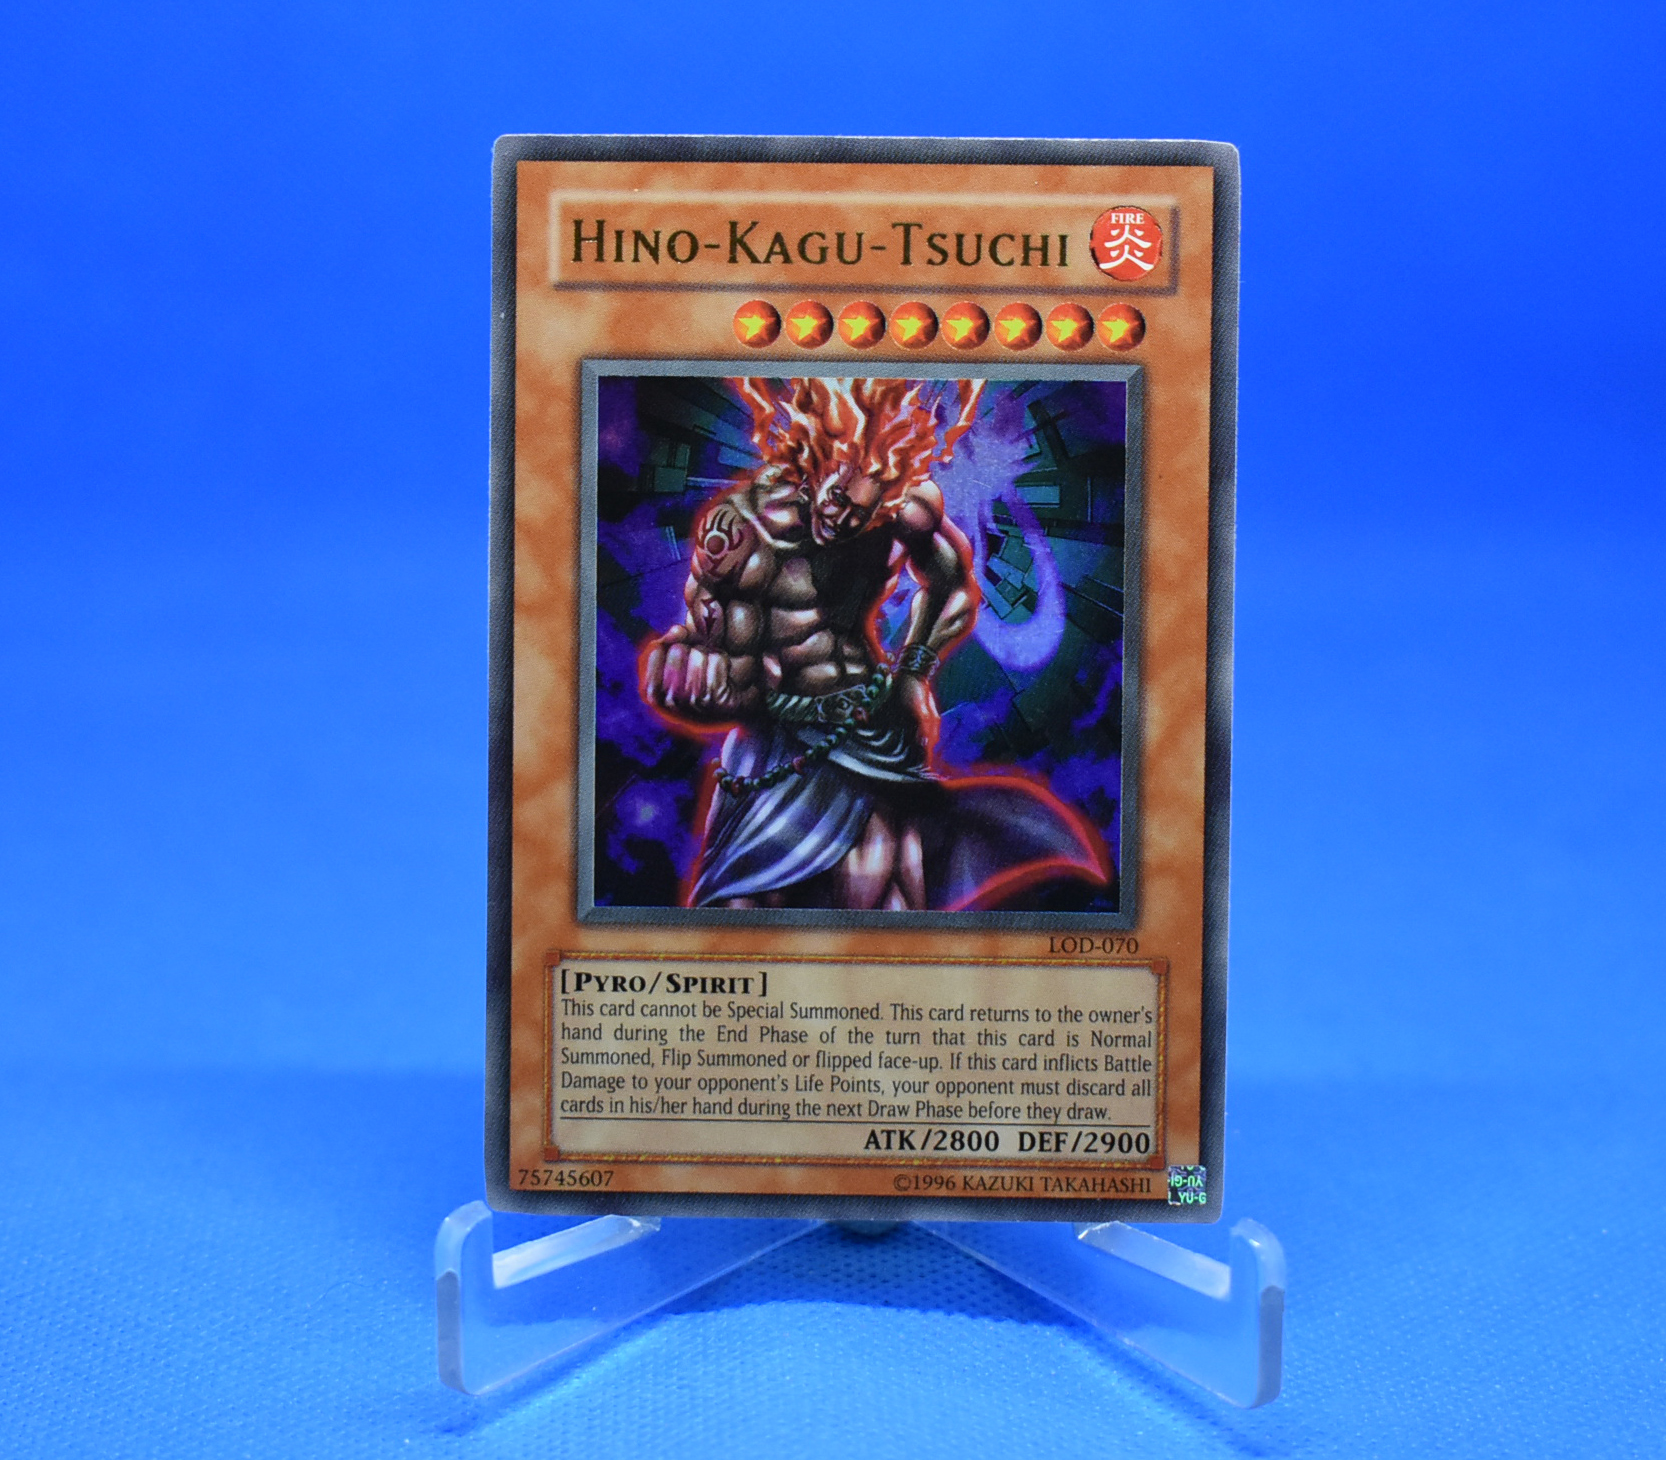 HINO-KAGU-TSUCHI
FIRE
炎
LOD-070
[PYRO/SPIRIT]
This card cannot be Special Summoned. This card returns to the owner's
hand during the End Phase of the turn that this card is Normal
Summoned, Flip Summoned or flipped face-up. If this card inflicts Battle
Damage to your opponent's Life Points, your opponent must discard all
cards in his/her hand during the next Draw Phase before they draw.
ATK/2800 DEF/2900
75745607
©1996 KAZUKI TAKAHASHI